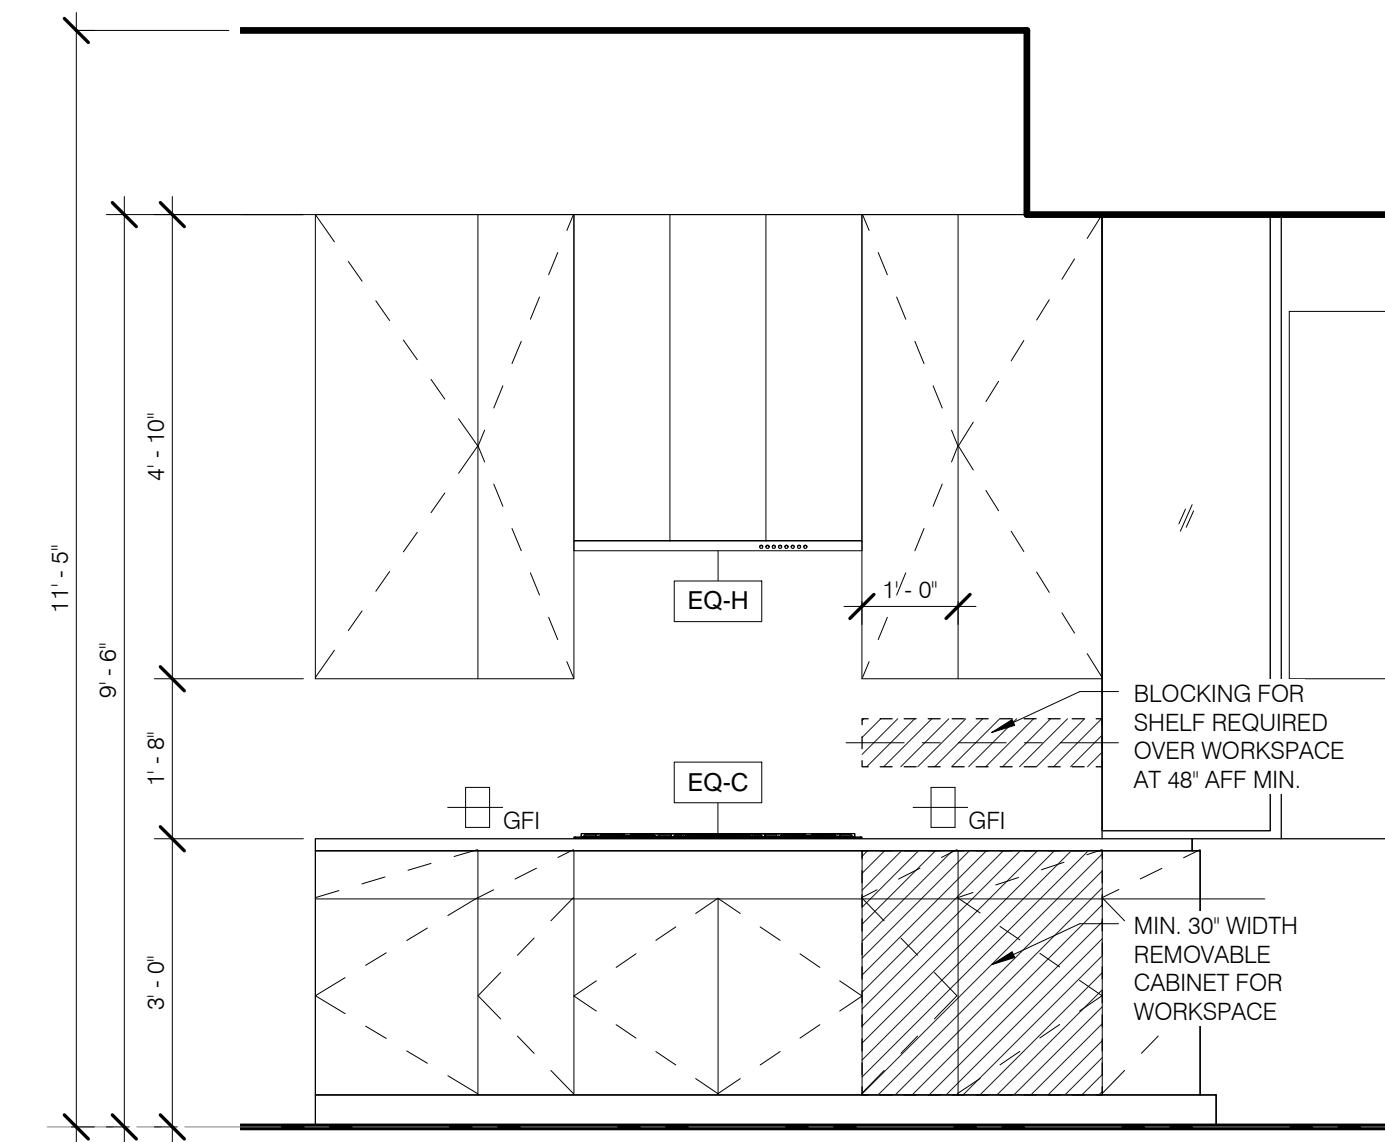 11' - 5"
9' - 6"
4' - 10"
1' - 8"
3' - 0"
EQ-H
1' - 0"
BLOCKING FOR
SHELF REQUIRED
OVER WORKSPACE
AT 48" AFF MIN.
EQ-C
GFI
GFI
MIN. 30" WIDTH
REMOVABLE
CABINET FOR
WORKSPACE